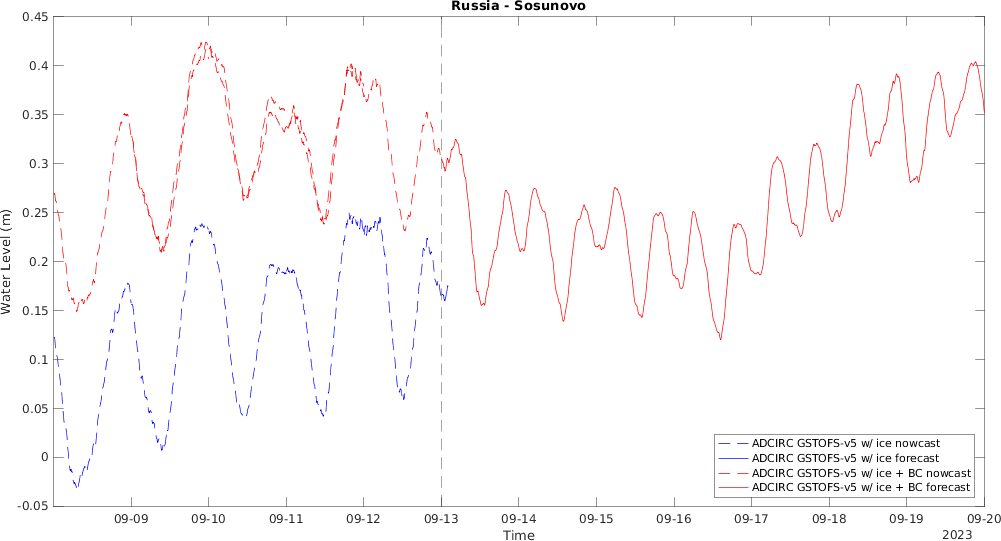 Russia - Sosunovo
0.45
0.4
0.35
0.3
0.25
0.2
0.15
0.1
0.05
0
-0.05
Water Level (m)
09-09 09-10 09-11 09-12 09-13 09-14 09-15 09-16 09-17 09-18 09-19 09-20
Time
2023
ADCIRC GSTOFS-v5 w/ ice nowcast
ADCIRC GSTOFS-v5 w/ ice forecast
ADCIRC GSTOFS-v5 w/ ice + BC nowcast
ADCIRC GSTOFS-v5 w/ ice + BC forecast